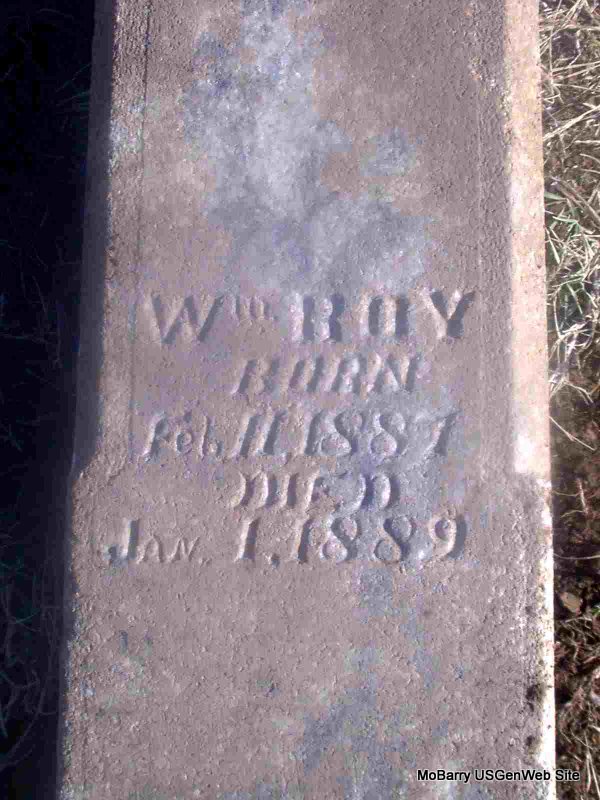 Wm. ROY
BORN
Feb. 11, 1887
DIED
JAN. 1, 1889
MoBarry USGenWeb Site